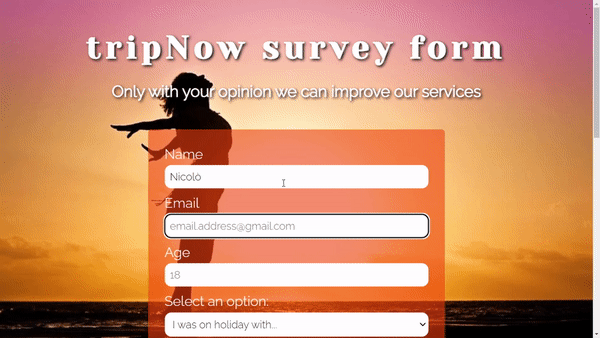 tripNow survey form
Only with your opinion we can improve our services
Name
Nicolò
Email
email.address@gmail.com
Age
18
Select an option:
I was on holiday with...